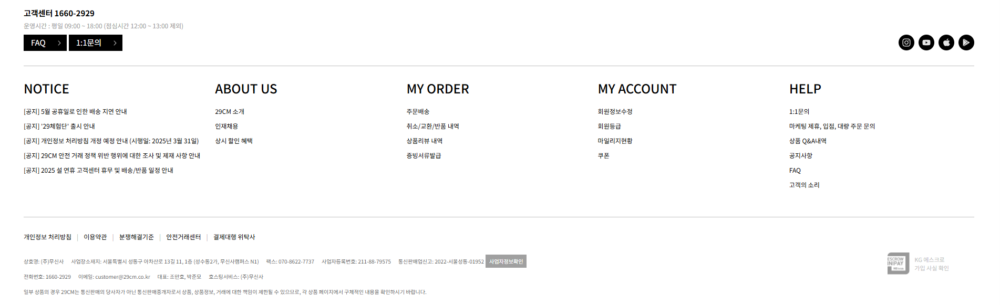 고객센터 1660-2929
운영시간 : 평일 09:00 ~ 18:00 (점심시간 12:00 ~ 13:00 제외)
FAQ
1:1문의
NOTICE
[공지] 5월 공휴일로 인한 배송 지연 안내
[공지] '29체험단' 출시 안내
[공지] 개인정보 처리방침 개정 예정 안내 (시행일: 2025년 3월 31일)
[공지] 29CM 안전 거래 정책 위반 행위에 대한 조사 및 제재 사항 안내
[공지] 2025 설 연휴 고객센터 휴무 및 배송/반품 일정 안내
ABOUT US
29CM 소개
인재채용
상시 할인 혜택
MY ORDER
주문배송
취소/교환/반품 내역
상품리뷰 내역
증빙서류발급
MY ACCOUNT
회원정보수정
회원등급
마일리지현황
쿠폰
HELP
1:1문의
마케팅 제휴, 입점, 대량 주문 문의
상품 Q&A내역
공지사항
FAQ
고객의 소리
개인정보 처리방침 | 이용약관 | 분쟁해결기준 | 안전거래센터 | 결제대행 위탁사
상호명: (주)무신사 사업장소재지: 서울특별시 성동구 아차산로 13길 11, 1층 (성수동2가, 무신사캠퍼스 N1) 팩스: 070-8622-7737 사업자등록번호: 211-88-79575 통신판매업신고: 2022-서울성동-01952 사업자정보확인
전화번호: 1660-2929 이메일: customer@29cm.co.kr 대표: 조만호, 박준모 호스팅서비스: (주)무신사
일부 상품의 경우 29CM는 통신판매의 당사자가 아닌 통신판매중개자로서 상품, 상품정보, 거래에 대한 책임이 제한될 수 있으므로, 각 상품 페이지에서 구체적인 내용을 확인하시기 바랍니다.
ESCROW
INIPAY
KG 에스크로
가입 사실 확인